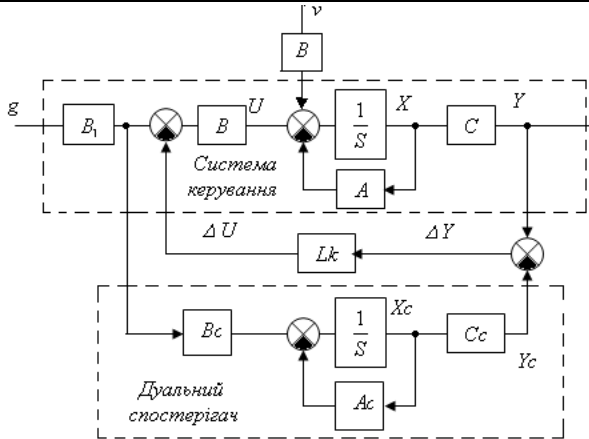 v
B
g
B₁
B
U
1
S
X
C
Y
A
Система
керування
ΔU
Lk
ΔY
Bc
1
S
Xc
Cc
Yc
Ac
Дуальний
спостерігач